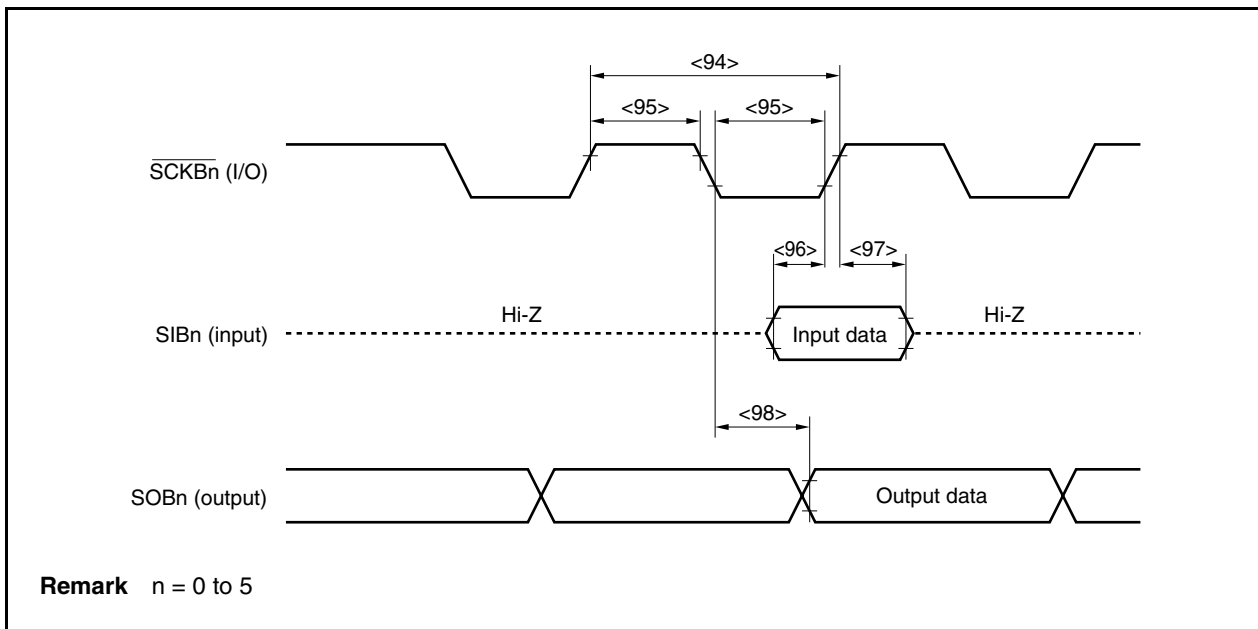 <94>
<95> <95>
SCKBn (I/O)
<96> <97>
Hi-Z Hi-Z
SIBn (input) Input data
<98>
SOBn (output) Output data
Remark n = 0 to 5